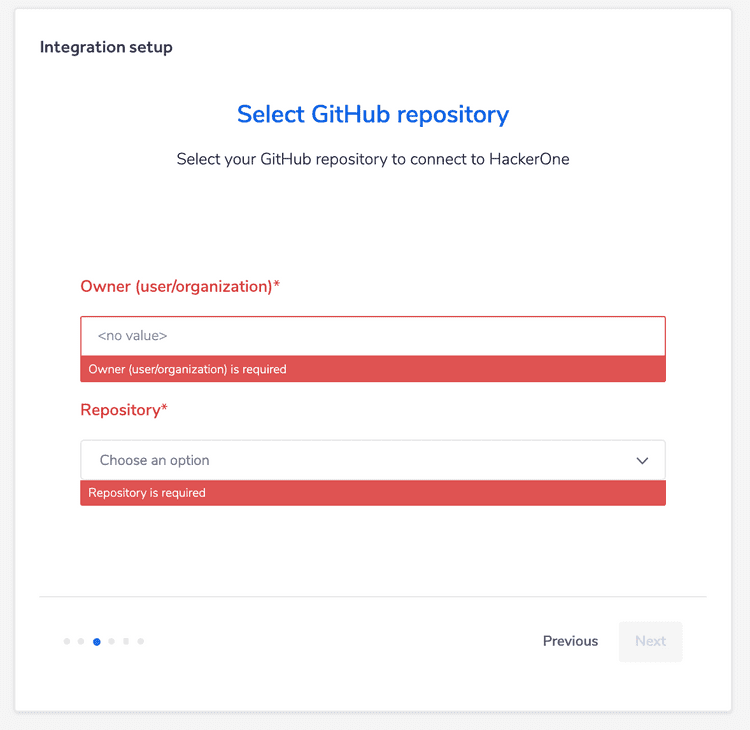 Integration setup
Select GitHub repository
Select your GitHub repository to connect to HackerOne
Owner (user/organization)*
<no value>
Owner (user/organization) is required
Repository*
Choose an option
Repository is required
Previous
Next